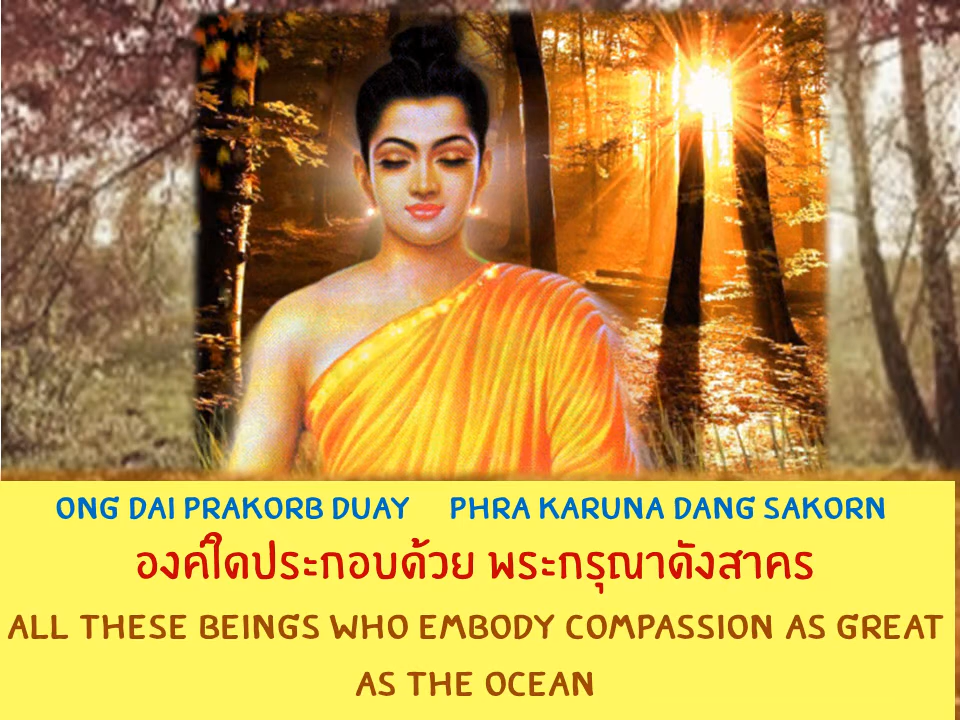 ONG DAI PRAKORB DUAY PHRA KARUNA DANG SAKORN
องค์ใดประกอบด้วย พระกรุณาดังสาคร
ALL THESE BEINGS WHO EMBODY COMPASSION AS GREAT
AS THE OCEAN